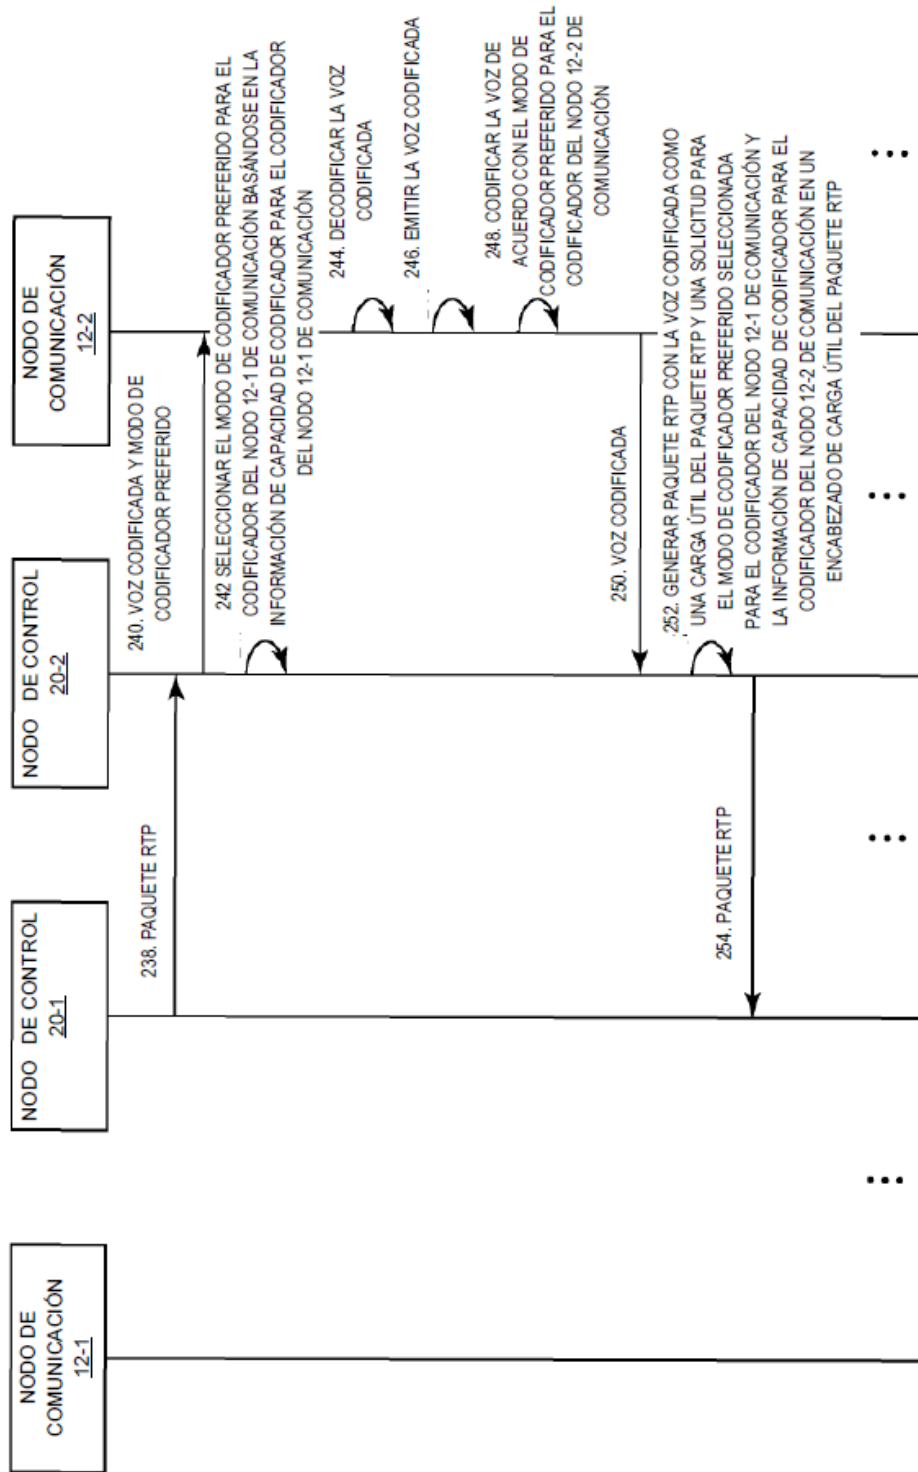 NODO DE
COMUNICACIÓN
12-1
NODO DE CONTROL
20-1
NODO DE CONTROL
20-2
NODO DE
COMUNICACIÓN
12-2
238. PAQUETE RTP
240. VOZ CODIFICADA Y MODO DE
CODIFICADOR PREFERIDO
242 SELECCIONAR EL MODO DE CODIFICADOR PREFERIDO PARA EL
CODIFICADOR DEL NODO 12-1 DE COMUNICACIÓN BASÁNDOSE EN LA
INFORMACIÓN DE CAPACIDAD DE CODIFICADOR PARA EL CODIFICADOR
DEL NODO 12-1 DE COMUNICACIÓN
244. DECODIFICAR LA VOZ
CODIFICADA
246. EMITIR LA VOZ CODIFICADA
248. CODIFICAR LA VOZ DE
ACUERDO CON EL MODO DE
CODIFICADOR PREFERIDO PARA EL
CODIFICADOR DEL NODO 12-2 DE
COMUNICACIÓN
250. VOZ CODIFICADA
252. GENERAR PAQUETE RTP CON LA VOZ CODIFICADA COMO
UNA CARGA ÚTIL DEL PAQUETE RTP Y UNA SOLICITUD PARA
EL MODO DE CODIFICADOR PREFERIDO SELECCIONADA
PARA EL CODIFICADOR DEL NODO 12-1 DE COMUNICACIÓN Y
LA INFORMACIÓN DE CAPACIDAD DE CODIFICADOR PARA EL
CODIFICADOR DEL NODO 12-2 DE COMUNICACIÓN EN UN
ENCABEZADO DE CARGA ÚTIL DEL PAQUETE RTP
254. PAQUETE RTP